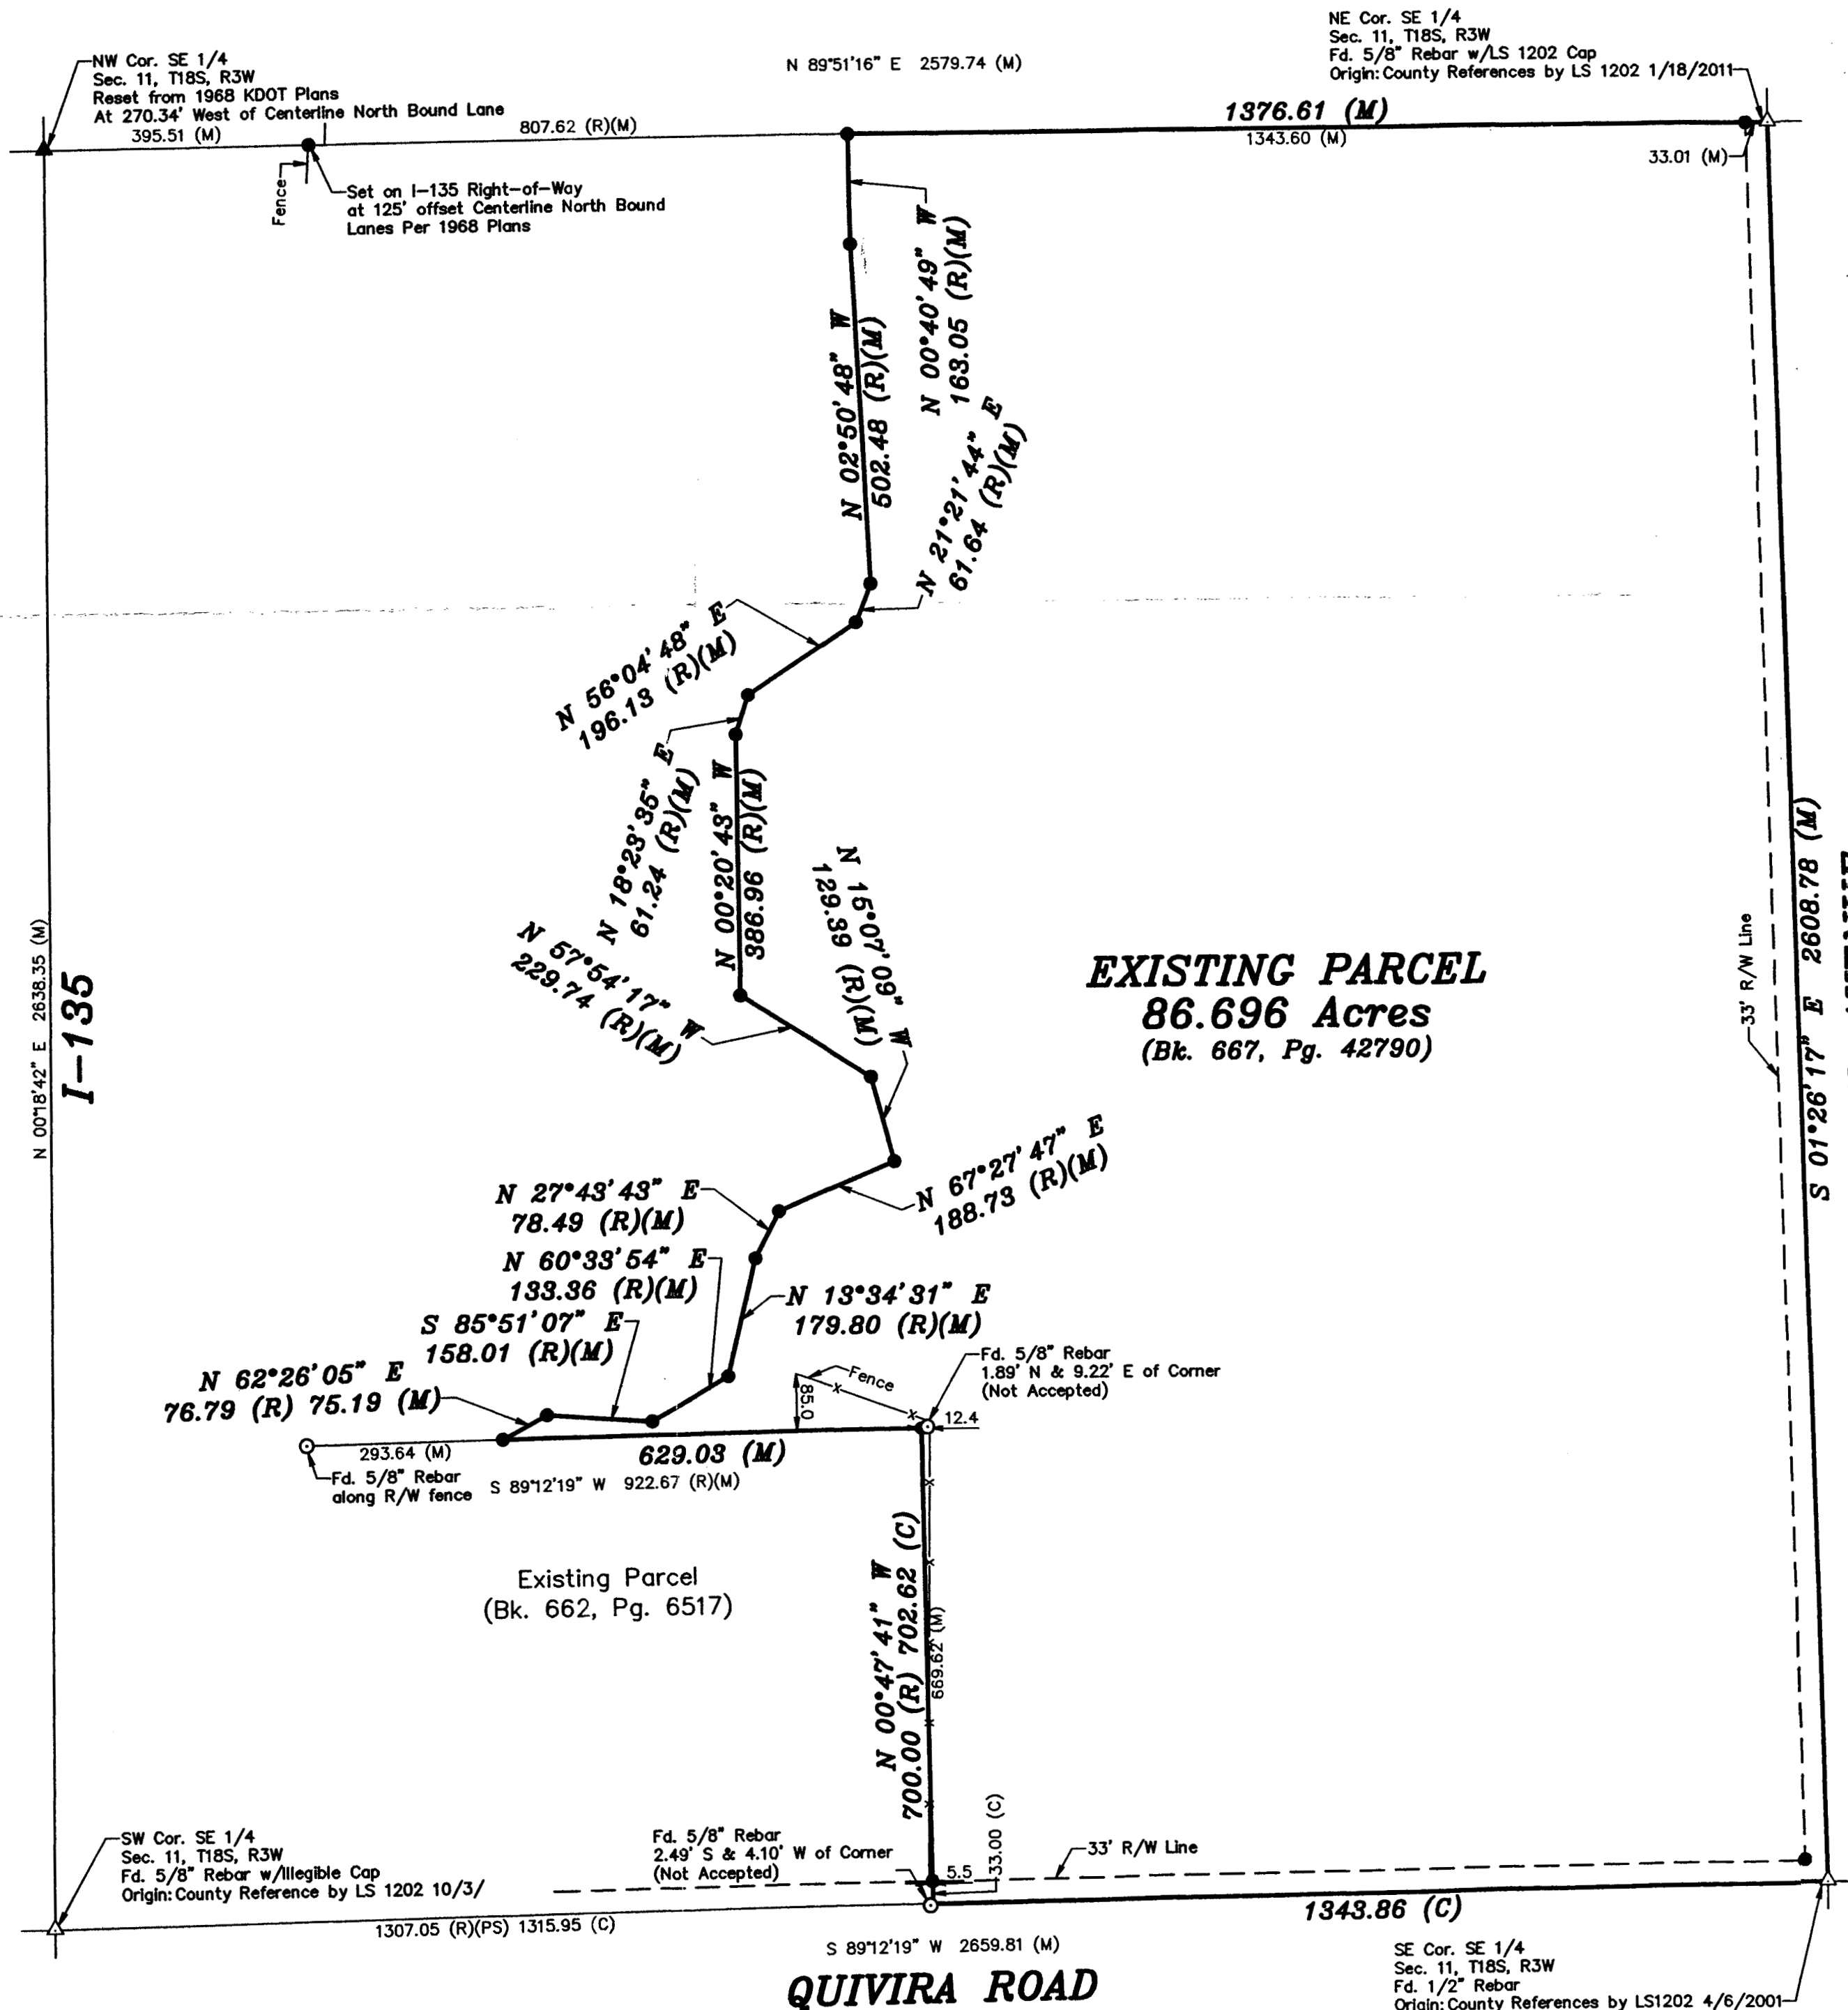 NE Cor. SE 1/4
Sec. 11, T18S, R3W
Fd. 5/8" Rebar w/LS 1202 Cap
Origin: County References by LS 1202 1/18/2011
NW Cor. SE 1/4
Sec. 11, T18S, R3W
Reset from 1968 KDOT Plans
At 270.34' West of Centerline North Bound Lane
N 89°51'16" E 2579.74 (M)
395.51 (M)
807.62 (R)(M)
1376.61 (M)
1343.60 (M)
33.01 (M)
Fence
Set on I-135 Right-of-Way
at 125' offset Centerline North Bound
Lanes Per 1968 Plans
N 00°40'49" W
163.05 (R)(M)
N 02°50'48" W
502.48 (R)(M)
N 21°21'44" E
61.64 (R)(M)
N 56°04'48" E
196.13 (R)(M)
N 18°23'35" E
61.24 (R)(M)
N 00°20'43" W
386.96 (R)(M)
N 15°07'09" W
129.39 (R)(M)
N 57°54'17" W
229.74 (R)(M)
EXISTING PARCEL
86.696 Acres
(Bk. 667, Pg. 42790)
33' R/W Line
S 01°26'17" E 2608.78 (M)
N 00°18'42" E 2638.35 (M)
I-135
N 67°27'47" E
188.73 (R)(M)
N 27°43'43" E
78.49 (R)(M)
N 60°33'54" E
133.36 (R)(M)
N 13°34'31" E
179.80 (R)(M)
S 85°51'07" E
158.01 (R)(M)
N 62°26'05" E
76.79 (R) 75.19 (M)
Fence
85.0
Fd. 5/8" Rebar
1.89' N & 9.22' E of Corner
(Not Accepted)
12.4
293.64 (M)
629.03 (M)
Fd. 5/8" Rebar
along R/W fence
S 89°12'19" W 922.67 (R)(M)
Existing Parcel
(Bk. 662, Pg. 6517)
N 00°47'41" W
700.00 (R) 702.62 (C)
669.62 (M)
SW Cor. SE 1/4
Sec. 11, T18S, R3W
Fd. 5/8" Rebar w/Illegible Cap
Origin: County Reference by LS 1202 10/3/
Fd. 5/8" Rebar
2.49' S & 4.10' W of Corner
(Not Accepted)
5.5
33.00 (C)
33' R/W Line
1307.05 (R)(PS) 1315.95 (C)
1343.86 (C)
S 89°12'19" W 2659.81 (M)
QUIVIRA ROAD
SE Cor. SE 1/4
Sec. 11, T18S, R3W
Fd. 1/2" Rebar
Origin: County References by LS1202 4/6/2001